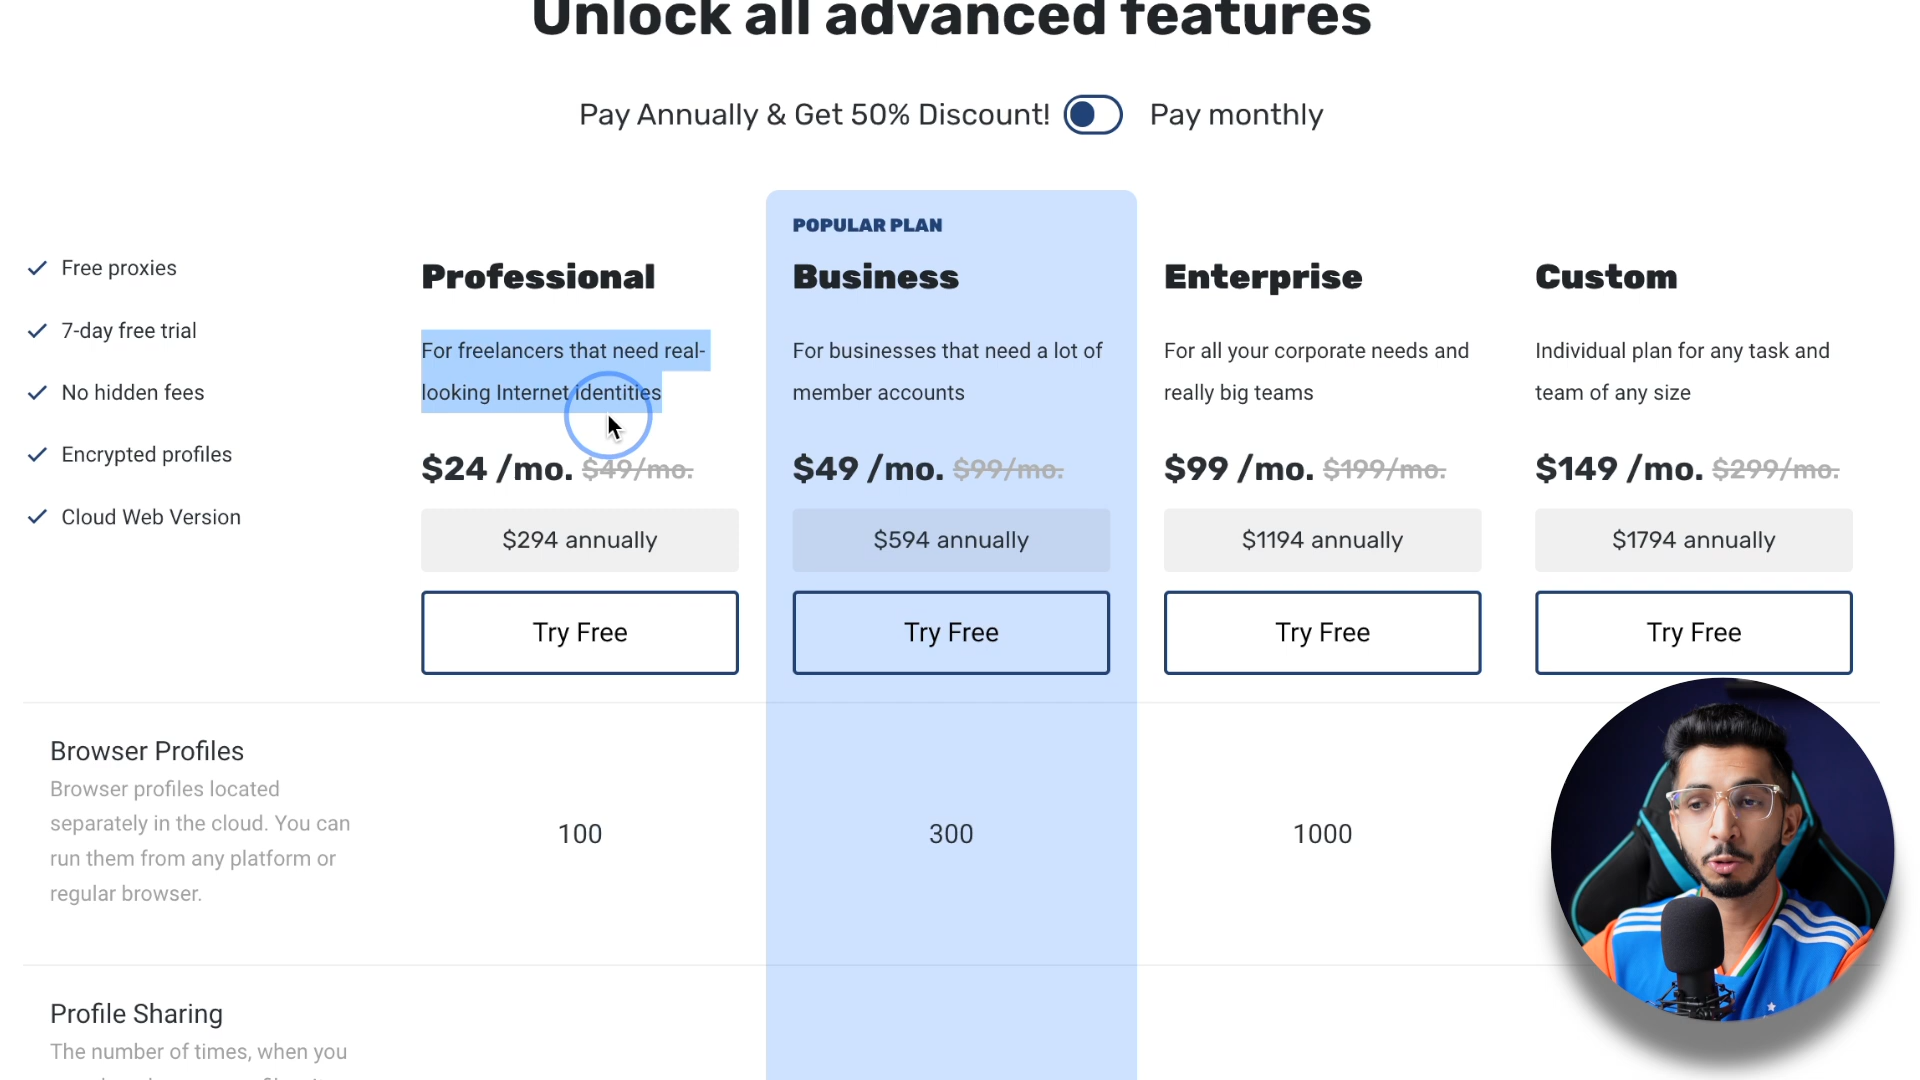 Unlock all advanced features
Pay Annually & Get 50% Discount! Pay monthly
Free proxies
7-day free trial
No hidden fees
Encrypted profiles
Cloud Web Version
Professional
For freelancers that need real-
looking Internet identities
$24 /mo. $49/mo.
$294 annually
Try Free
POPULAR PLAN
Business
For businesses that need a lot of
member accounts
$49 /mo. $99/mo.
$594 annually
Try Free
Enterprise
For all your corporate needs and
really big teams
$99 /mo. $199/mo.
$1194 annually
Try Free
Custom
Individual plan for any task and
team of any size
$149 /mo. $299/mo.
$1794 annually
Try Free
Browser Profiles
Browser profiles located
separately in the cloud. You can
run them from any platform or
regular browser.
100
300
1000
Profile Sharing
The number of times, when you